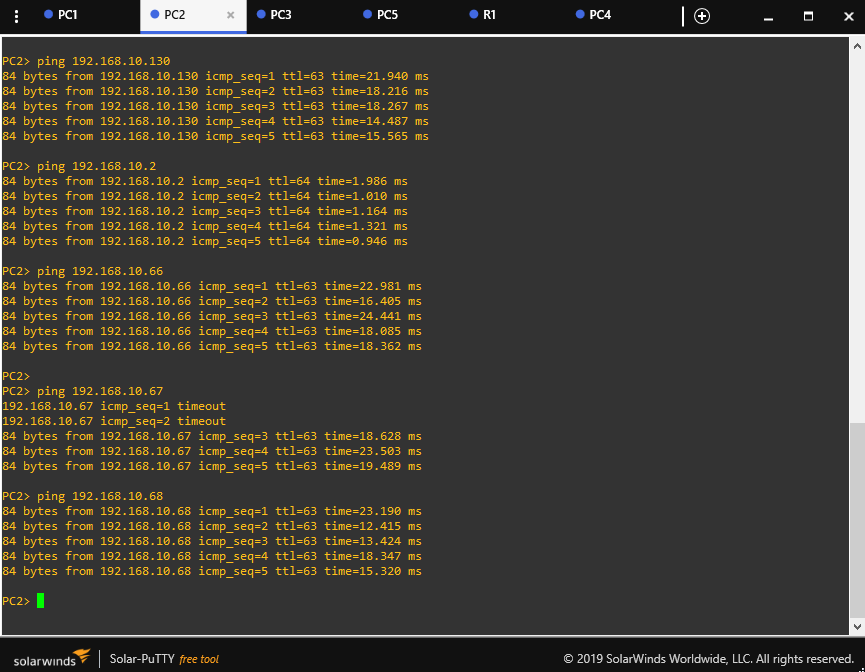 PC1
PC2
PC3
PC5
R1
PC4
PC2> ping 192.168.10.130
84 bytes from 192.168.10.130 icmp_seq=1 ttl=63 time=21.940 ms
84 bytes from 192.168.10.130 icmp_seq=2 ttl=63 time=18.216 ms
84 bytes from 192.168.10.130 icmp_seq=3 ttl=63 time=18.267 ms
84 bytes from 192.168.10.130 icmp_seq=4 ttl=63 time=14.487 ms
84 bytes from 192.168.10.130 icmp_seq=5 ttl=63 time=15.565 ms
PC2> ping 192.168.10.2
84 bytes from 192.168.10.2 icmp_seq=1 ttl=64 time=1.986 ms
84 bytes from 192.168.10.2 icmp_seq=2 ttl=64 time=1.010 ms
84 bytes from 192.168.10.2 icmp_seq=3 ttl=64 time=1.164 ms
84 bytes from 192.168.10.2 icmp_seq=4 ttl=64 time=1.321 ms
84 bytes from 192.168.10.2 icmp_seq=5 ttl=64 time=0.946 ms
PC2> ping 192.168.10.66
84 bytes from 192.168.10.66 icmp_seq=1 ttl=63 time=22.981 ms
84 bytes from 192.168.10.66 icmp_seq=2 ttl=63 time=16.405 ms
84 bytes from 192.168.10.66 icmp_seq=3 ttl=63 time=24.441 ms
84 bytes from 192.168.10.66 icmp_seq=4 ttl=63 time=18.085 ms
84 bytes from 192.168.10.66 icmp_seq=5 ttl=63 time=18.362 ms
PC2>
PC2> ping 192.168.10.67
192.168.10.67 icmp_seq=1 timeout
192.168.10.67 icmp_seq=2 timeout
84 bytes from 192.168.10.67 icmp_seq=3 ttl=63 time=18.628 ms
84 bytes from 192.168.10.67 icmp_seq=4 ttl=63 time=23.503 ms
84 bytes from 192.168.10.67 icmp_seq=5 ttl=63 time=19.489 ms
PC2> ping 192.168.10.68
84 bytes from 192.168.10.68 icmp_seq=1 ttl=63 time=23.190 ms
84 bytes from 192.168.10.68 icmp_seq=2 ttl=63 time=12.415 ms
84 bytes from 192.168.10.68 icmp_seq=3 ttl=63 time=13.424 ms
84 bytes from 192.168.10.68 icmp_seq=4 ttl=63 time=18.347 ms
84 bytes from 192.168.10.68 icmp_seq=5 ttl=63 time=15.320 ms
PC2>
solarwinds
Solar-PuTTY free tool
© 2019 SolarWinds Worldwide, LLC. All rights reserved.